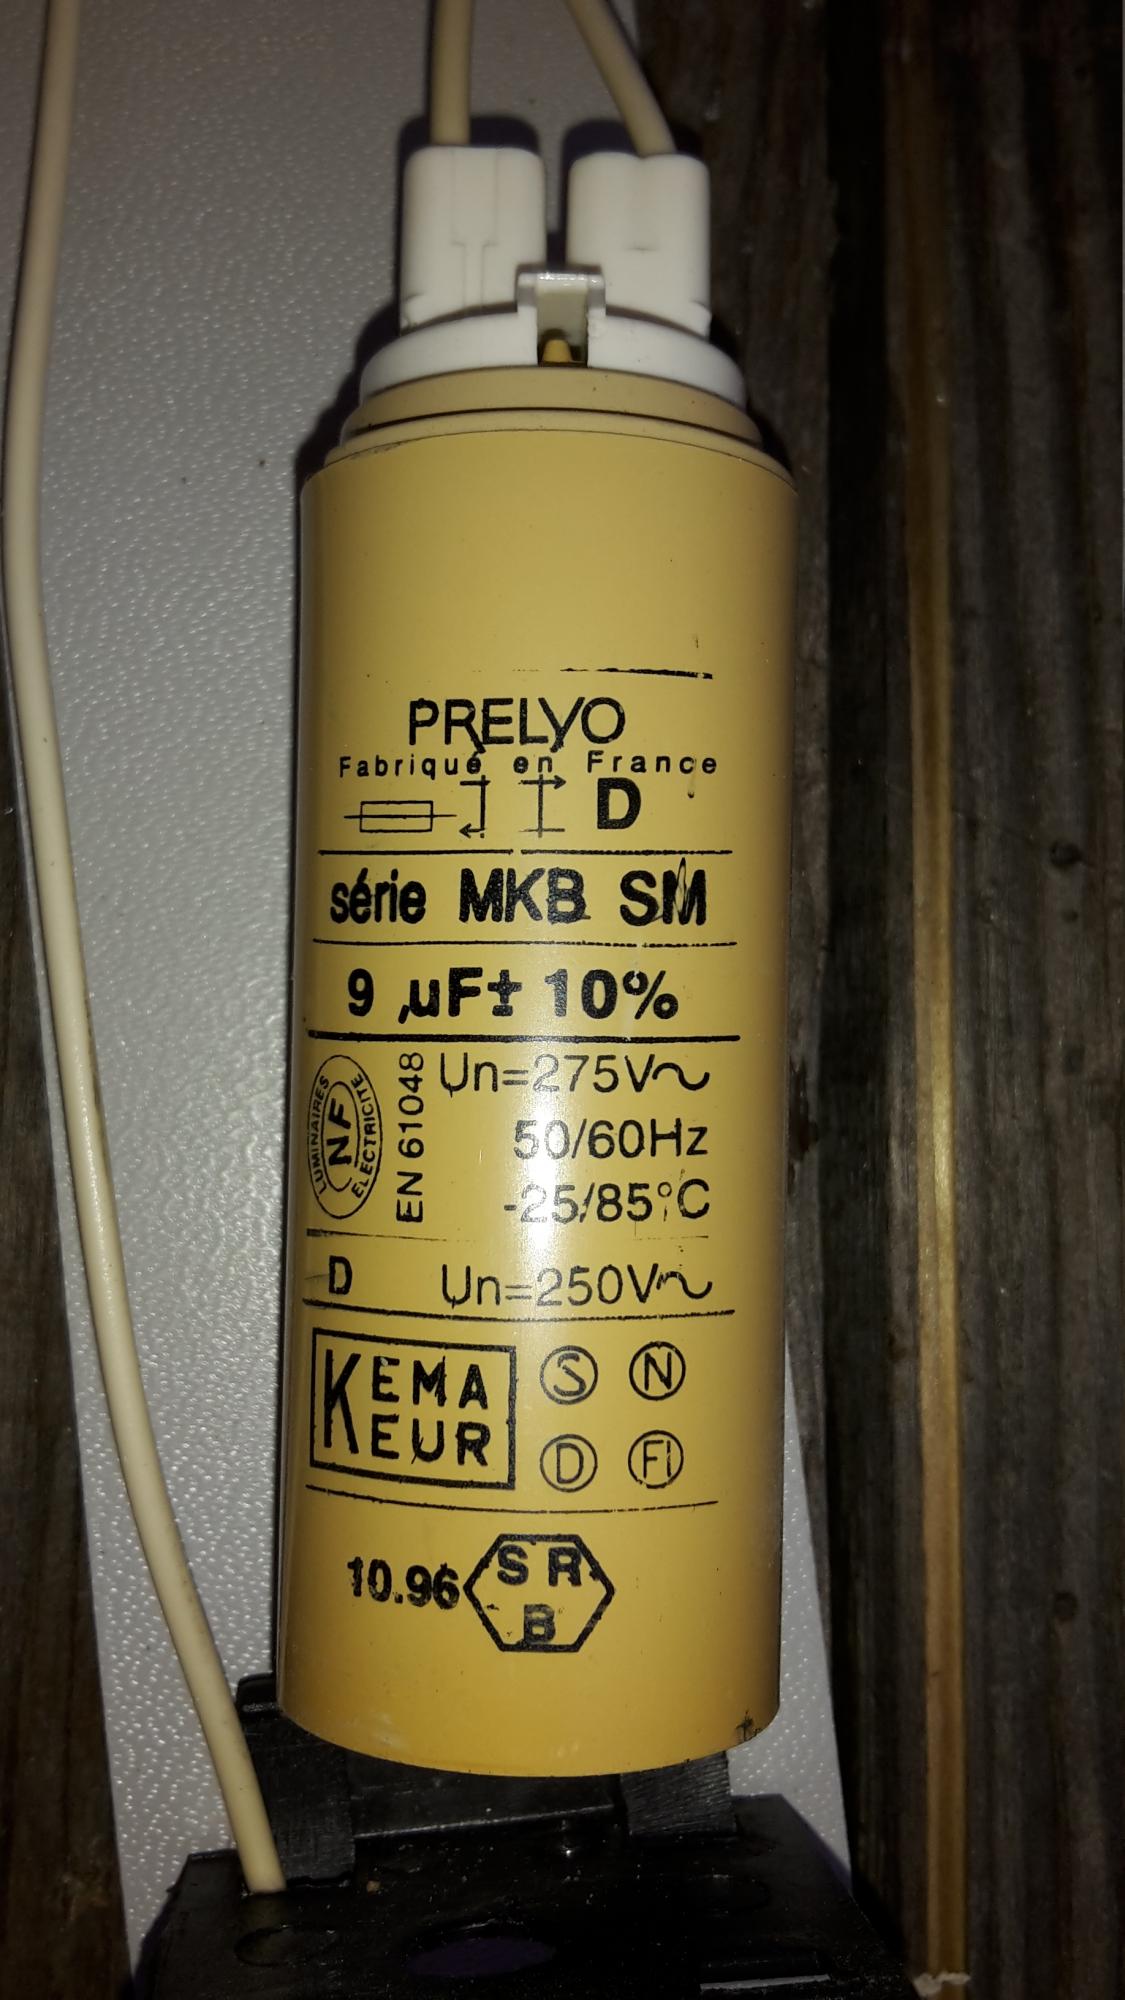 PRELYO
Fabriqué en France
D
série MKB SM
9 µF ± 10%
LUMINAIRES NF ELECTRICITE
EN 61048
Un=275V~
50/60Hz
-25/85°C
D Un=250V~
KEMA
KEUR
S N
D FI
10.96
S R
B